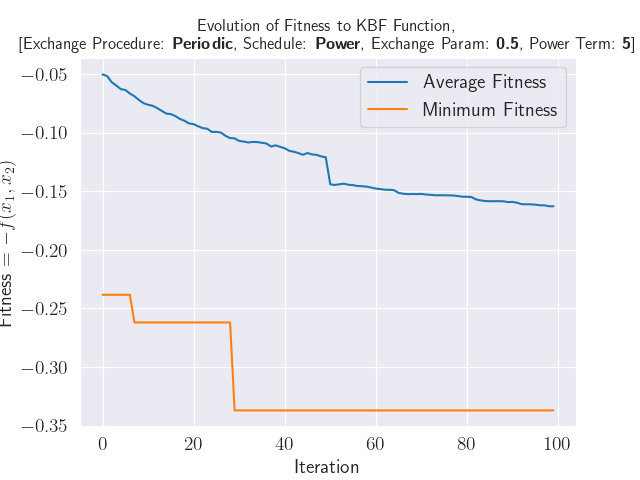 Evolution of Fitness to KBF Function,
[Exchange Procedure: Periodic, Schedule: Power, Exchange Param: 0.5, Power Term: 5]
Average Fitness
Minimum Fitness
Fitness = −f(x₁, x₂)
−0.05
−0.10
−0.15
−0.20
−0.25
−0.30
−0.35
0 20 40 60 80 100
Iteration